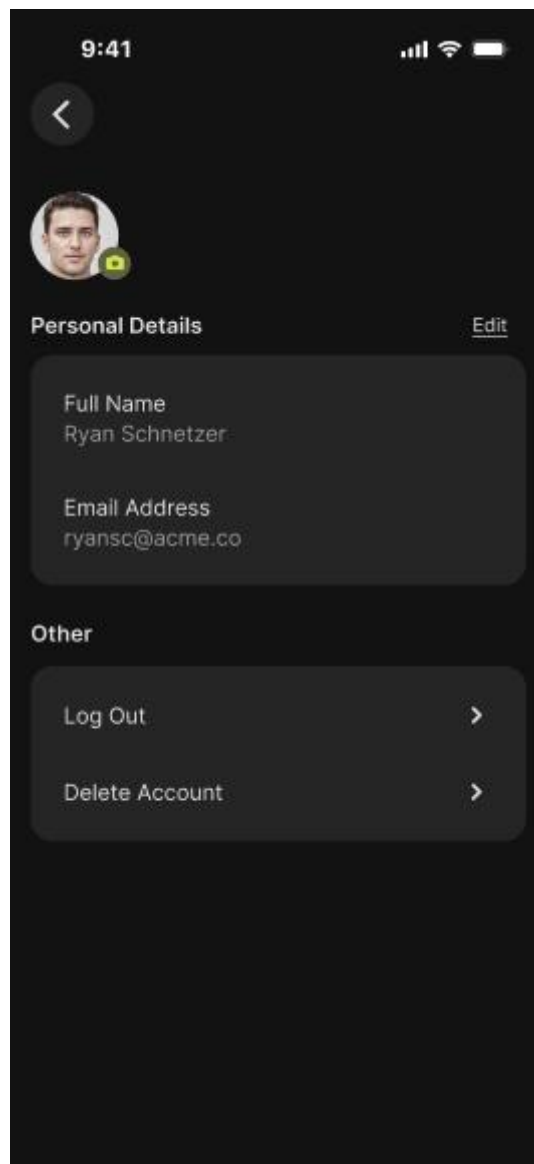 9:41
Personal Details
Edit
Full Name
Ryan Schnetzer
Email Address
ryansc@acme.co
Other
Log Out
Delete Account